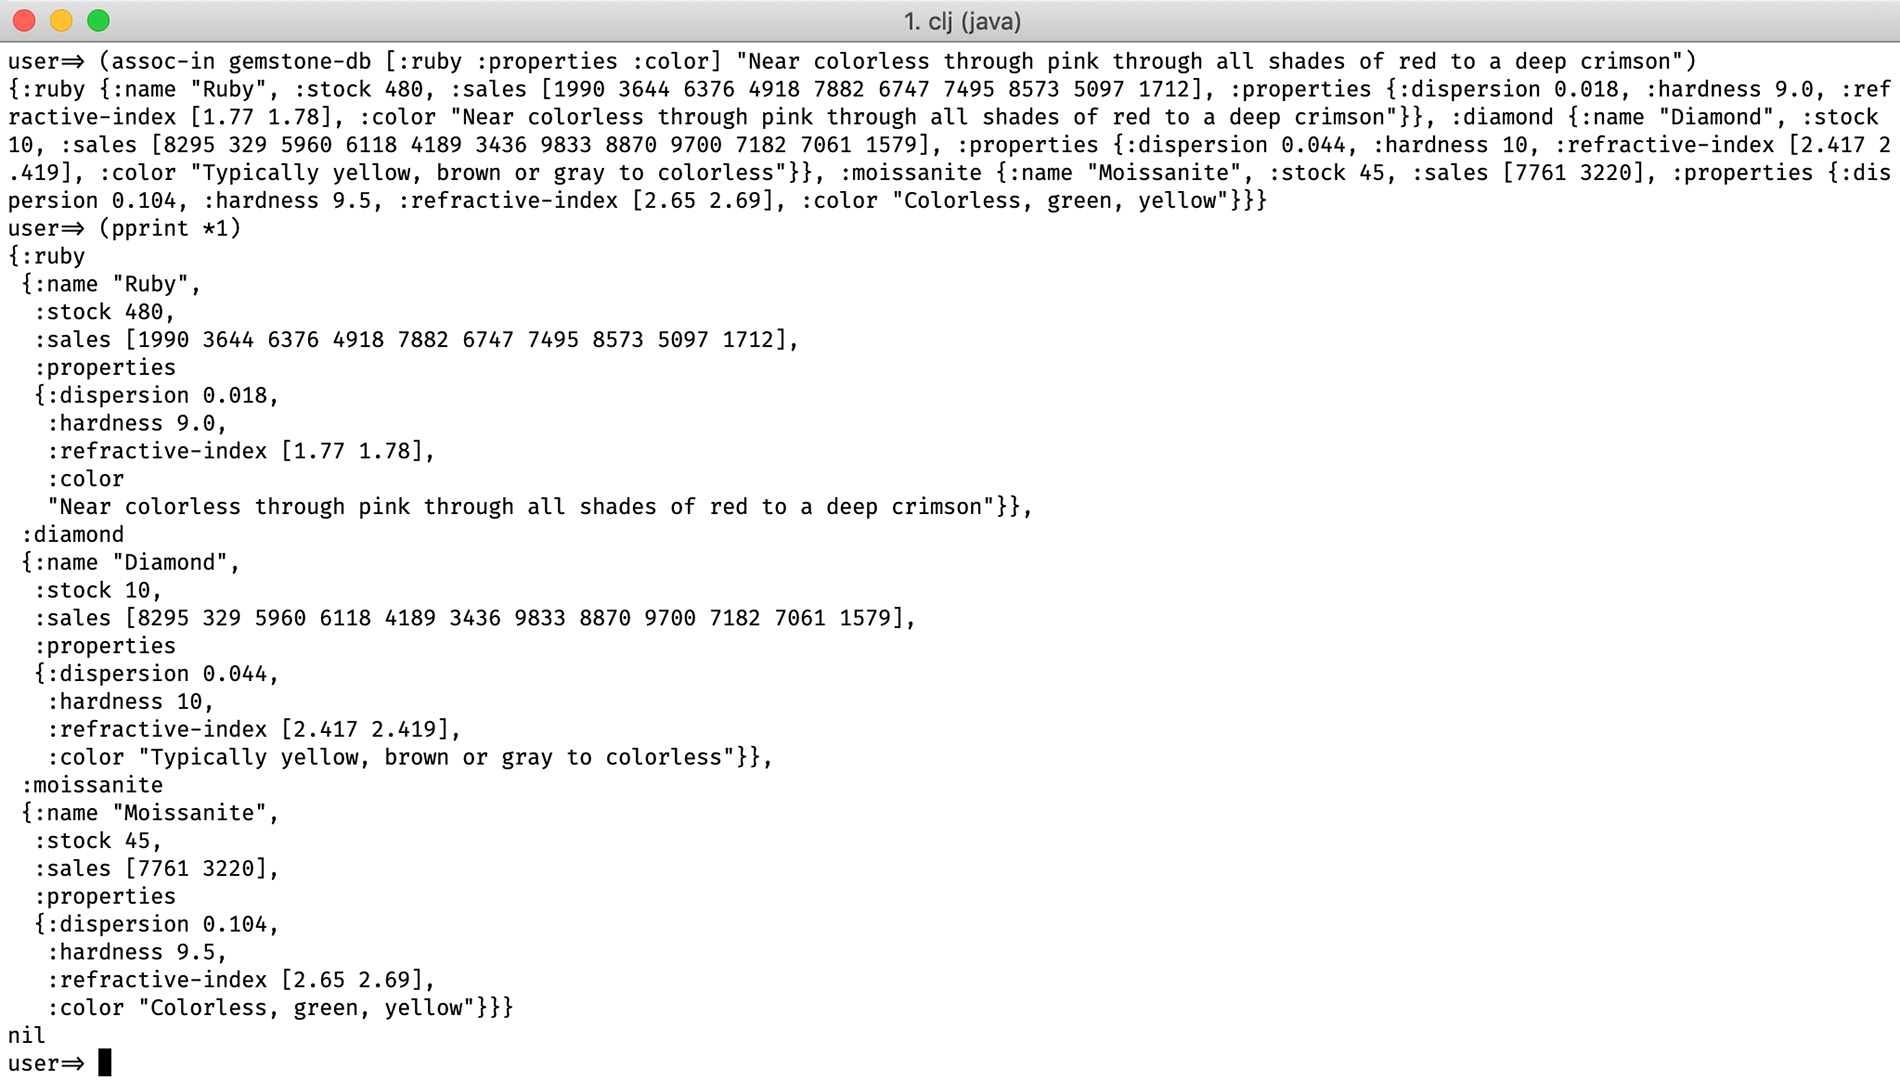 1. clj (java)
user=> (assoc-in gemstone-db [:ruby :properties :color] "Near colorless through pink through all shades of red to a deep crimson")
{:ruby {:name "Ruby", :stock 480, :sales [1990 3644 6376 4918 7882 6747 7495 8573 5097 1712], :properties {:dispersion 0.018, :hardness 9.0, :ref
ractive-index [1.77 1.78], :color "Near colorless through pink through all shades of red to a deep crimson"}}, :diamond {:name "Diamond", :stock
10, :sales [8295 329 5960 6118 4189 3436 9833 8870 9700 7182 7061 1579], :properties {:dispersion 0.044, :hardness 10, :refractive-index [2.417 2
.419], :color "Typically yellow, brown or gray to colorless"}}, :moissanite {:name "Moissanite", :stock 45, :sales [7761 3220], :properties {:dis
persion 0.104, :hardness 9.5, :refractive-index [2.65 2.69], :color "Colorless, green, yellow"}}}
user=> (pprint *1)
{:ruby
 {:name "Ruby",
  :stock 480,
  :sales [1990 3644 6376 4918 7882 6747 7495 8573 5097 1712],
  :properties
  {:dispersion 0.018,
   :hardness 9.0,
   :refractive-index [1.77 1.78],
   :color
   "Near colorless through pink through all shades of red to a deep crimson"}},
 :diamond
 {:name "Diamond",
  :stock 10,
  :sales [8295 329 5960 6118 4189 3436 9833 8870 9700 7182 7061 1579],
  :properties
  {:dispersion 0.044,
   :hardness 10,
   :refractive-index [2.417 2.419],
   :color "Typically yellow, brown or gray to colorless"}},
 :moissanite
 {:name "Moissanite",
  :stock 45,
  :sales [7761 3220],
  :properties
  {:dispersion 0.104,
   :hardness 9.5,
   :refractive-index [2.65 2.69],
   :color "Colorless, green, yellow"}}}
nil
user=>